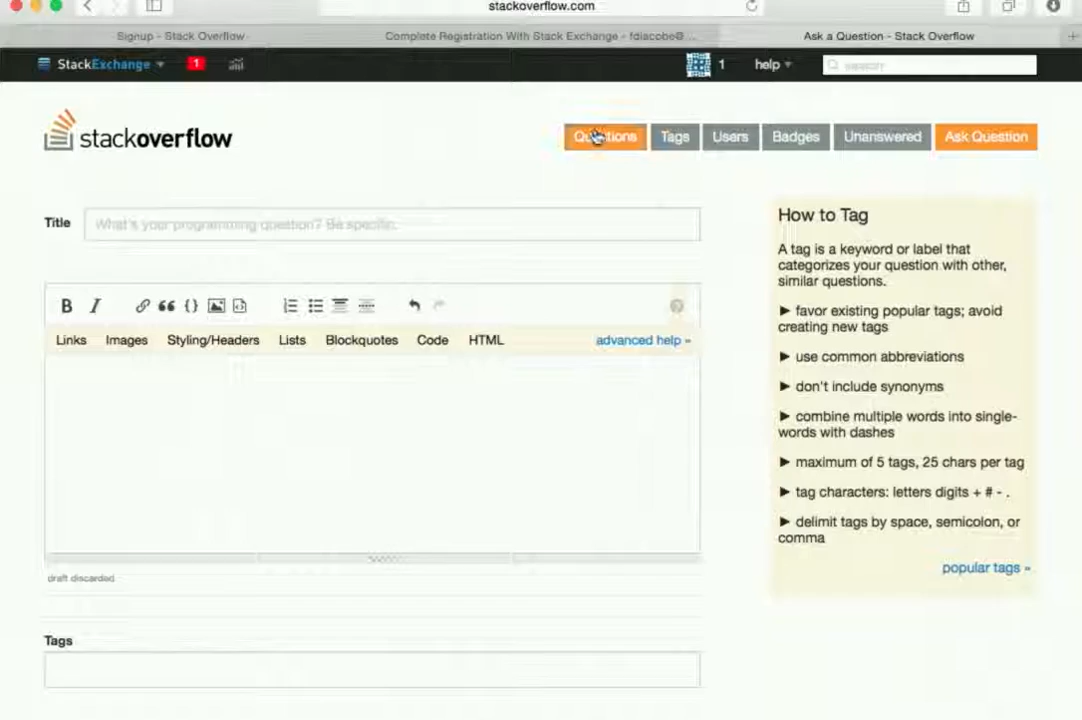 stackoverflow.com
Signup - Stack Overflow
Complete Registration With Stack Exchange - fdiacobe@ ...
Ask a Question - Stack Overflow
StackExchange
1
1
help
search
stackoverflow
Questions
Tags
Users
Badges
Unanswered
Ask Question
Title
What's your programming question? Be specific.
B I
Links
Images
Styling/Headers
Lists
Blockquotes
Code
HTML
advanced help »
draft discarded
Tags
How to Tag
A tag is a keyword or label that
categorizes your question with other,
similar questions.
► favor existing popular tags; avoid
creating new tags
► use common abbreviations
► don't include synonyms
► combine multiple words into single-
words with dashes
► maximum of 5 tags, 25 chars per tag
► tag characters: letters digits + # - .
► delimit tags by space, semicolon, or
comma
popular tags »